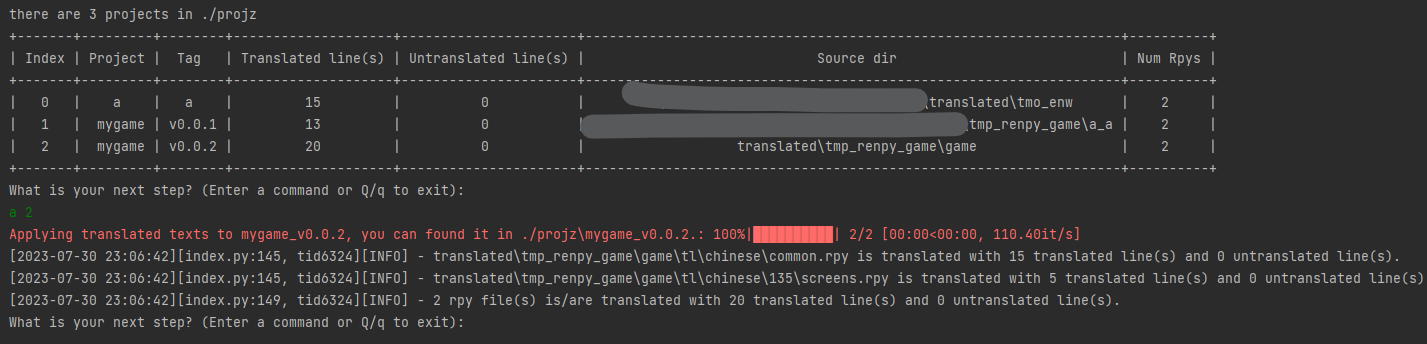 there are 3 projects in ./projz
+-------+---------+--------+--------------------+----------------------+------------------------------------------------------------------+----------+
| Index | Project | Tag | Translated line(s) | Untranslated line(s) | Source dir | Num Rpys |
+-------+---------+--------+--------------------+----------------------+------------------------------------------------------------------+----------+
| 0 | a | a | 15 | 0 | \translated\tmo_enw | 2 |
| 1 | mygame | v0.0.1 | 13 | 0 | \tmp_renpy_game\a_a | 2 |
| 2 | mygame | v0.0.2 | 20 | 0 | translated\tmp_renpy_game\game | 2 |
+-------+---------+--------+--------------------+----------------------+------------------------------------------------------------------+----------+
What is your next step? (Enter a command or Q/q to exit):
a 2
Applying translated texts to mygame_v0.0.2, you can found it in ./projz\mygame_v0.0.2.: 100%|██████████| 2/2 [00:00<00:00, 110.40it/s]
[2023-07-30 23:06:42][index.py:145, tid6324][INFO] - translated\tmp_renpy_game\game\tl\chinese\common.rpy is translated with 15 translated line(s) and 0 untranslated line(s).
[2023-07-30 23:06:42][index.py:145, tid6324][INFO] - translated\tmp_renpy_game\game\tl\chinese\135\screens.rpy is translated with 5 translated line(s) and 0 untranslated line(s)
[2023-07-30 23:06:42][index.py:149, tid6324][INFO] - 2 rpy file(s) is/are translated with 20 translated line(s) and 0 untranslated line(s).
What is your next step? (Enter a command or Q/q to exit):